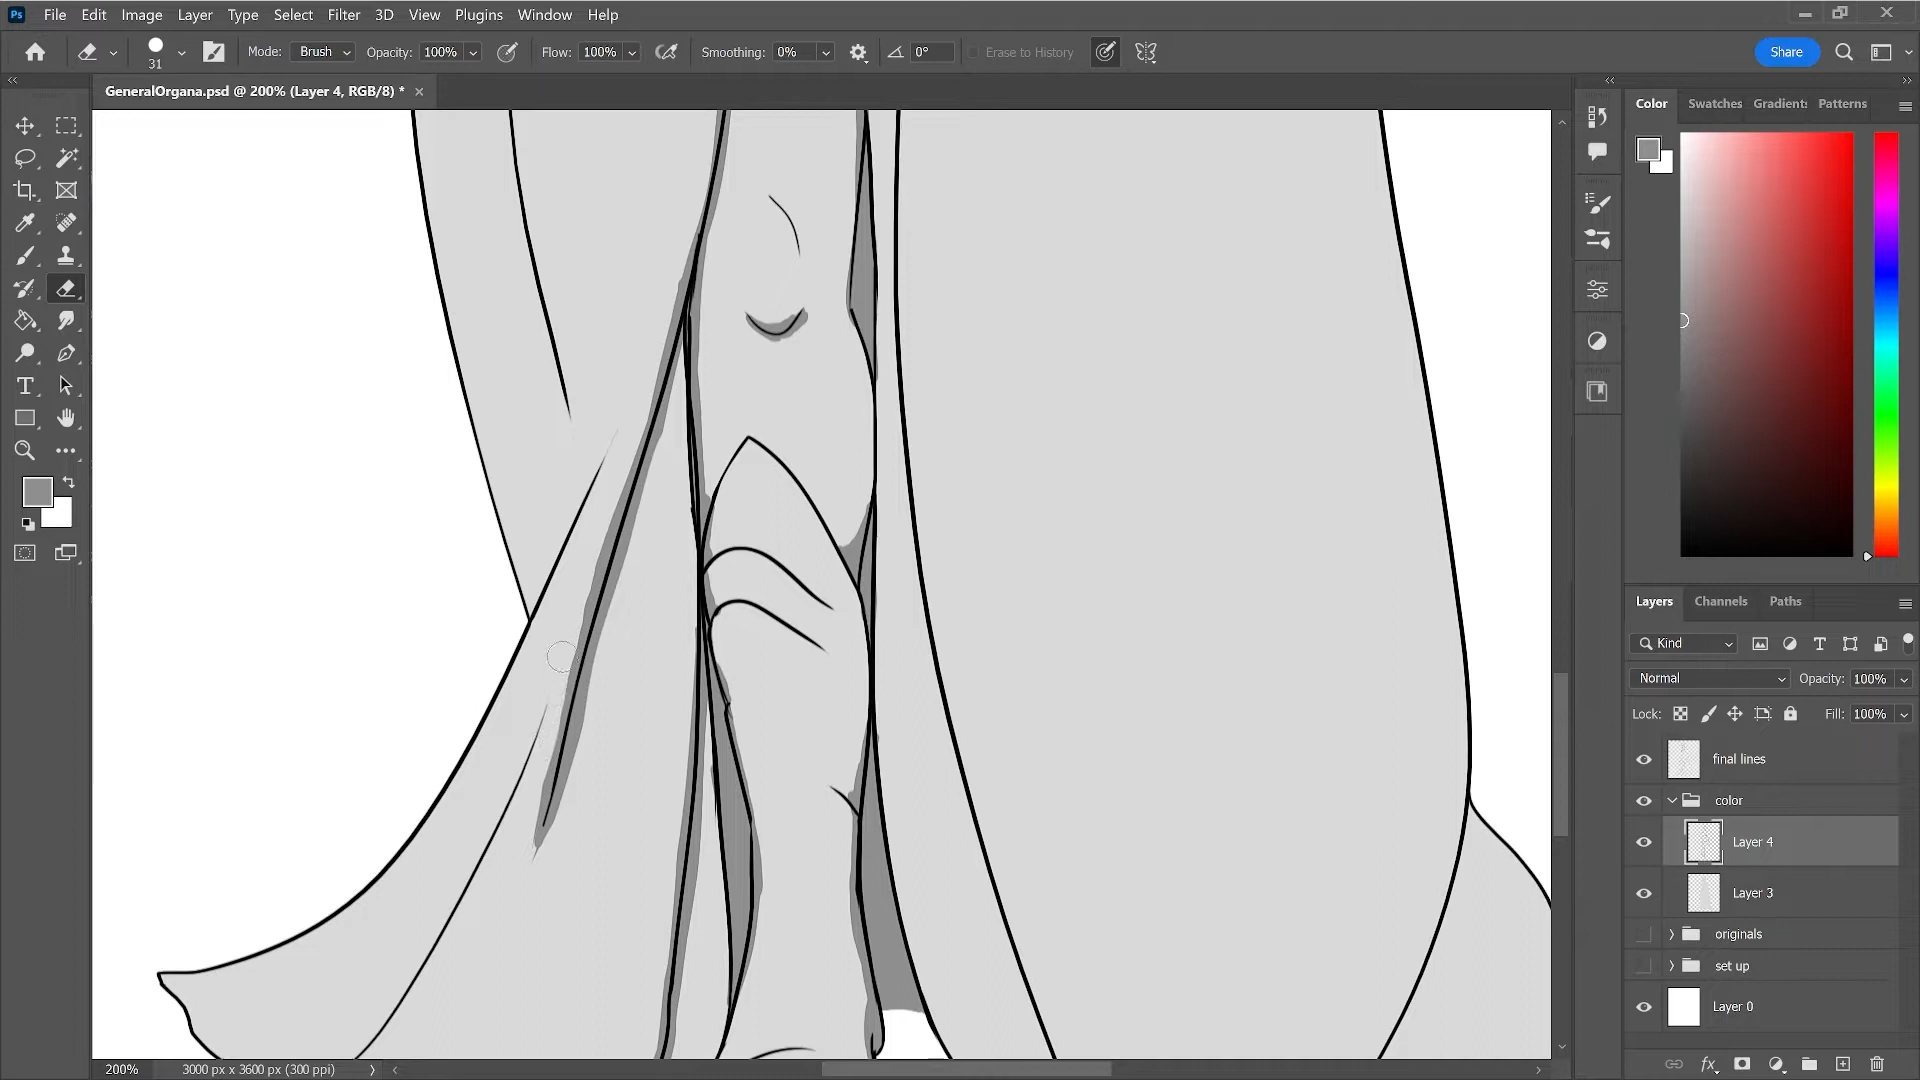 Ps File Edit Image Layer Type Select Filter 3D View Plugins Window Help
31 Mode: Brush Opacity: 100% Flow: 100% Smoothing: 0% 0° Erase to History Share
GeneralOrgana.psd @ 200% (Layer 4, RGB/8) * ×
Color Swatches Gradient: Patterns
Layers Channels Paths
Kind
Normal Opacity: 100%
Lock: Fill: 100%
final lines
color
Layer 4
Layer 3
originals
set up
Layer 0
fx
200% 3000 px x 3600 px (300 ppi)